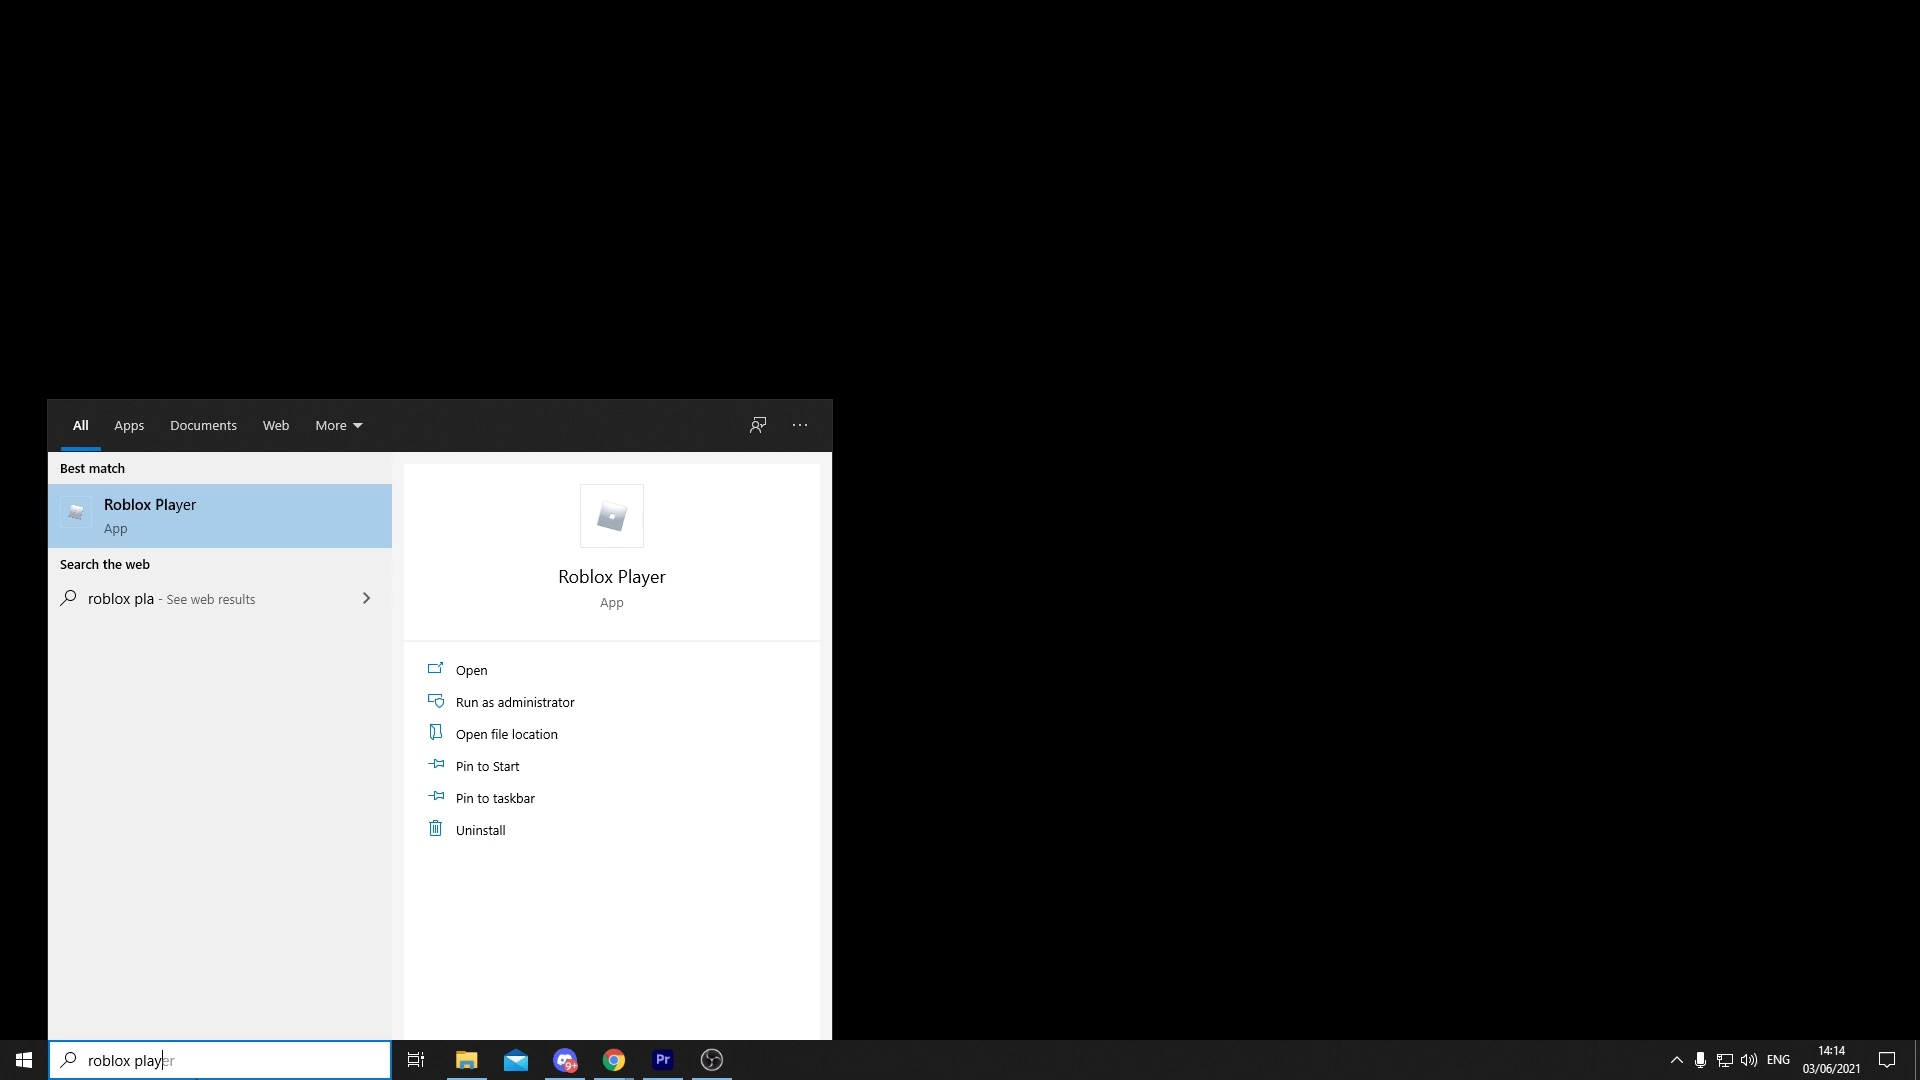 All Apps Documents Web More
Best match
Roblox Player
App
Search the web
roblox pla - See web results
Roblox Player
App
Open
Run as administrator
Open file location
Pin to Start
Pin to taskbar
Uninstall
roblox player
9+
Pr
ENG
14:14
03/06/2021